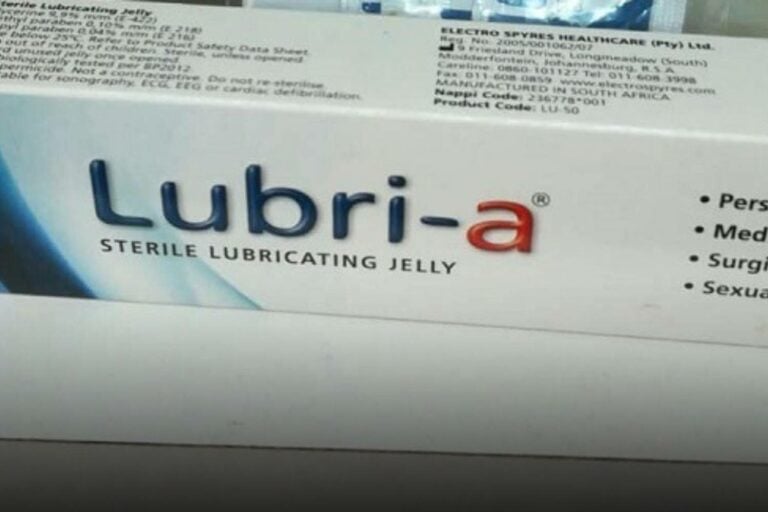 terile Lubricating Jelly
ycerine 9,9% m/m (E-422)
thyl paraben 0,10% m/m (E 218)
pyl paraben 0,04% m/m (E 216)
e below 25°C. Refer to Product Safety Data Sheet.
out of reach of children. Sterile, unless opened.
unused jelly once opened.
biologically tested per BP2012
permicide. Not a contraceptive. Do not re-sterilise.
able for sonography, ECG, EEG or cardiac defibrillation.
ELECTRO SPYRES HEALTHCARE (Pty) Ltd.
Reg. No: 2005/001062/07
9 Friesland Drive, Longmeadow (South)
Modderfontein, Johannesburg, R.S.A.
Careline: 0860-101127 Tel: 011-608-3998
Fax: 011-608-0859 www.electrospyres.com
MANUFACTURED IN SOUTH AFRICA
Nappi Code: 236778*001
Product Code: LU-50
Lubri-a®
STERILE LUBRICATING JELLY
• Pers
• Med
• Surgi
• Sexua